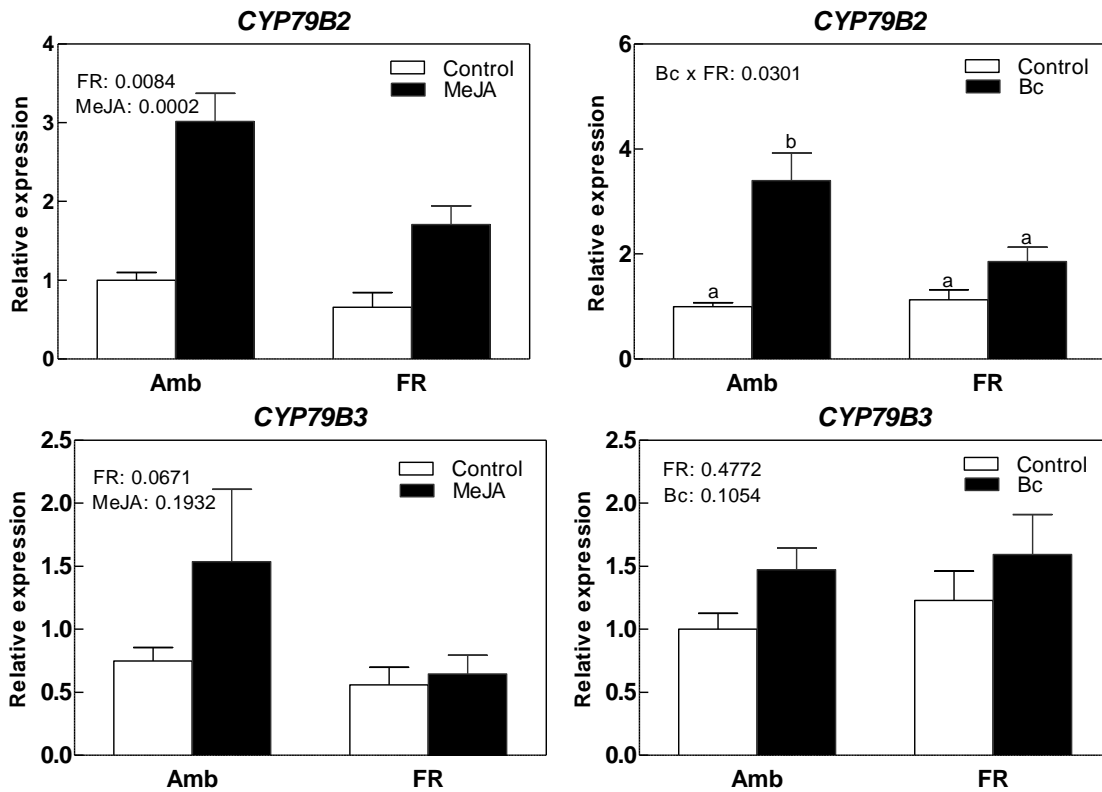 CYP79B2
Relative expression
4
3
2
1
0
FR: 0.0084
MeJA: 0.0002
Control
MeJA
Amb FR
CYP79B2
Relative expression
6
4
2
0
Bc x FR: 0.0301
Control
Bc
a b a a
Amb FR
CYP79B3
Relative expression
2.5
2.0
1.5
1.0
0.5
0.0
FR: 0.0671
MeJA: 0.1932
Control
MeJA
Amb FR
CYP79B3
Relative expression
2.5
2.0
1.5
1.0
0.5
0.0
FR: 0.4772
Bc: 0.1054
Control
Bc
Amb FR